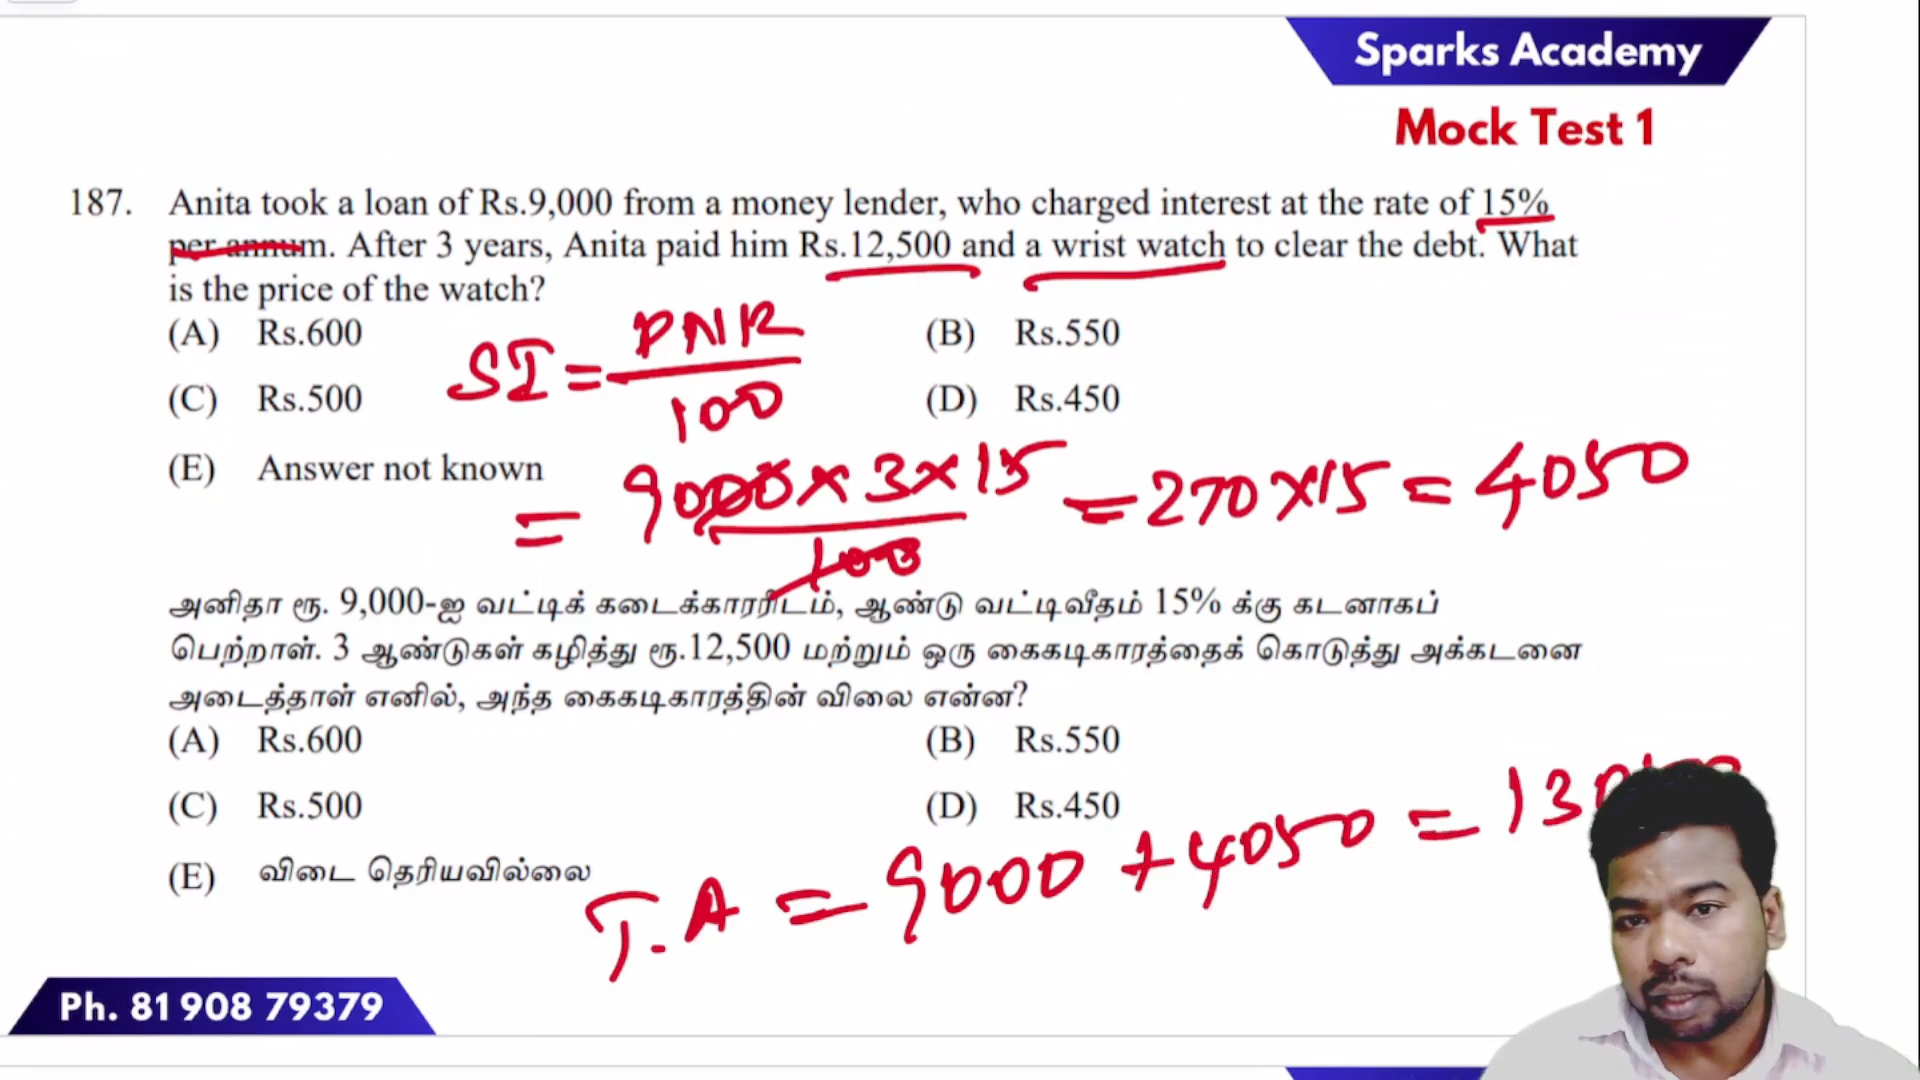 Sparks Academy
Mock Test 1
187. Anita took a loan of Rs.9,000 from a money lender, who charged interest at the rate of 15%
per annum. After 3 years, Anita paid him Rs.12,500 and a wrist watch to clear the debt. What
is the price of the watch?
(A) Rs.600 (B) Rs.550
(C) Rs.500 (D) Rs.450
(E) Answer not known
SI = PNR
100
= 9000 x 3 x 15 = 270 x 15 = 4050
100
அனிதா ரூ. 9,000-ஐ வட்டிக் கடைக்காரரிடம், ஆண்டு வட்டிவீதம் 15% க்கு கடனாகப்
பெற்றாள். 3 ஆண்டுகள் கழித்து ரூ.12,500 மற்றும் ஒரு கைகடிகாரத்தைக் கொடுத்து அக்கடனை
அடைத்தாள் எனில், அந்த கைகடிகாரத்தின் விலை என்ன?
(A) Rs.600 (B) Rs.550
(C) Rs.500 (D) Rs.450
(E) விடை தெரியவில்லை
T.A = 9000 + 4050 =
Ph. 81 908 79379